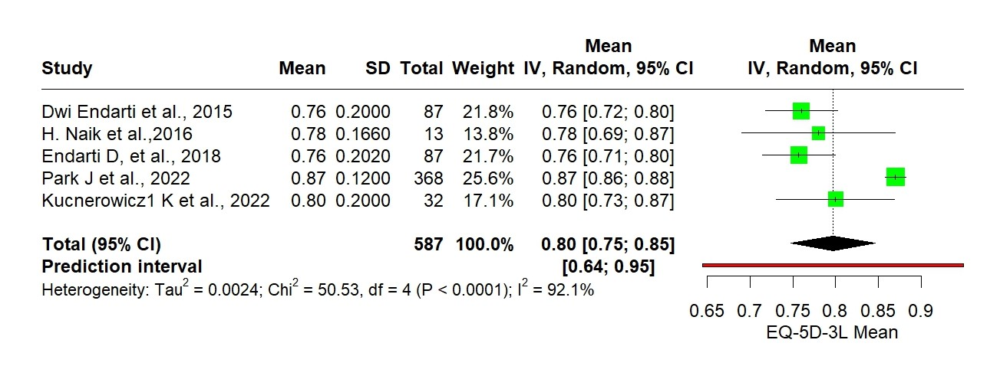 Mean Mean
Study Mean SD Total Weight IV, Random, 95% CI IV, Random, 95% CI
Dwi Endarti et al., 2015 0.76 0.2000 87 21.8% 0.76 [0.72; 0.80]
H. Naik et al.,2016 0.78 0.1660 13 13.8% 0.78 [0.69; 0.87]
Endarti D, et al., 2018 0.76 0.2020 87 21.7% 0.76 [0.71; 0.80]
Park J et al., 2022 0.87 0.1200 368 25.6% 0.87 [0.86; 0.88]
Kucnerowicz1 K et al., 2022 0.80 0.2000 32 17.1% 0.80 [0.73; 0.87]
Total (95% CI) 587 100.0% 0.80 [0.75; 0.85]
Prediction interval [0.64; 0.95]
Heterogeneity: Tau² = 0.0024; Chi² = 50.53, df = 4 (P < 0.0001); I² = 92.1%
0.65 0.7 0.75 0.8 0.85 0.9
EQ-5D-3L Mean